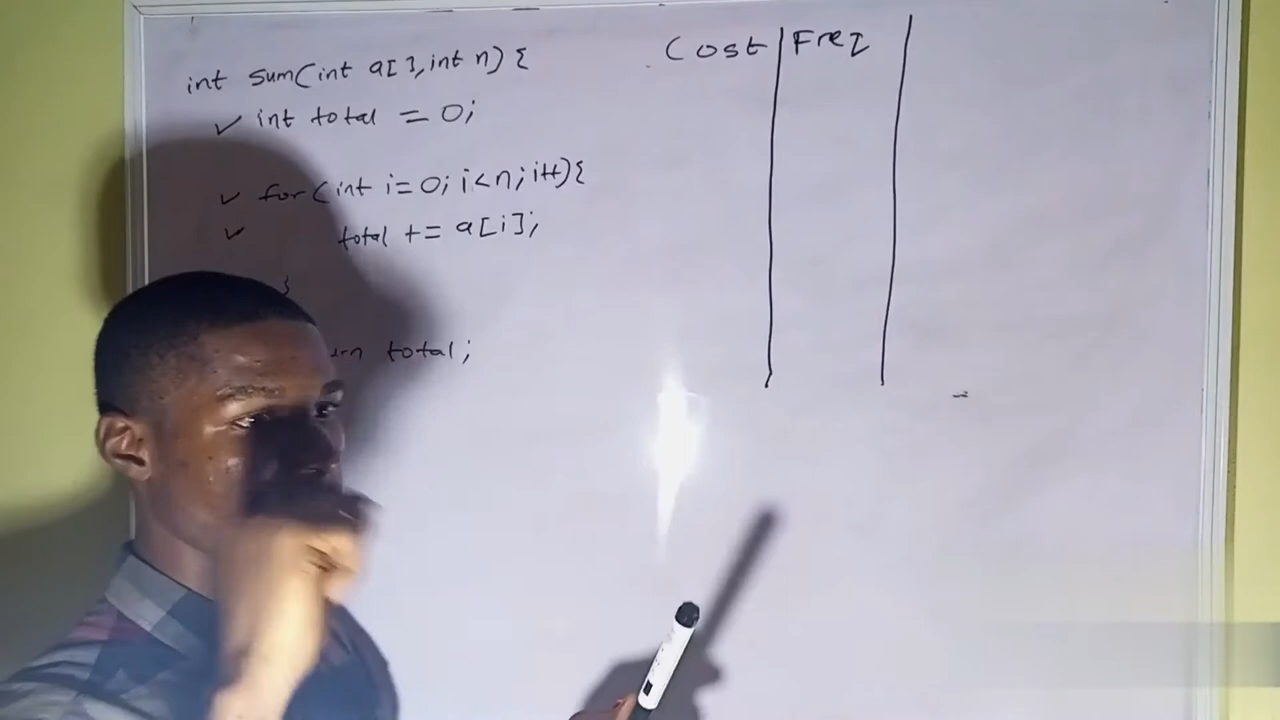 int sum(int a[],int n) {
✓ int total = 0;
✓ for(int i=0; i<n; i++){
✓ total += a[i];
}
total;
Cost | Freq |